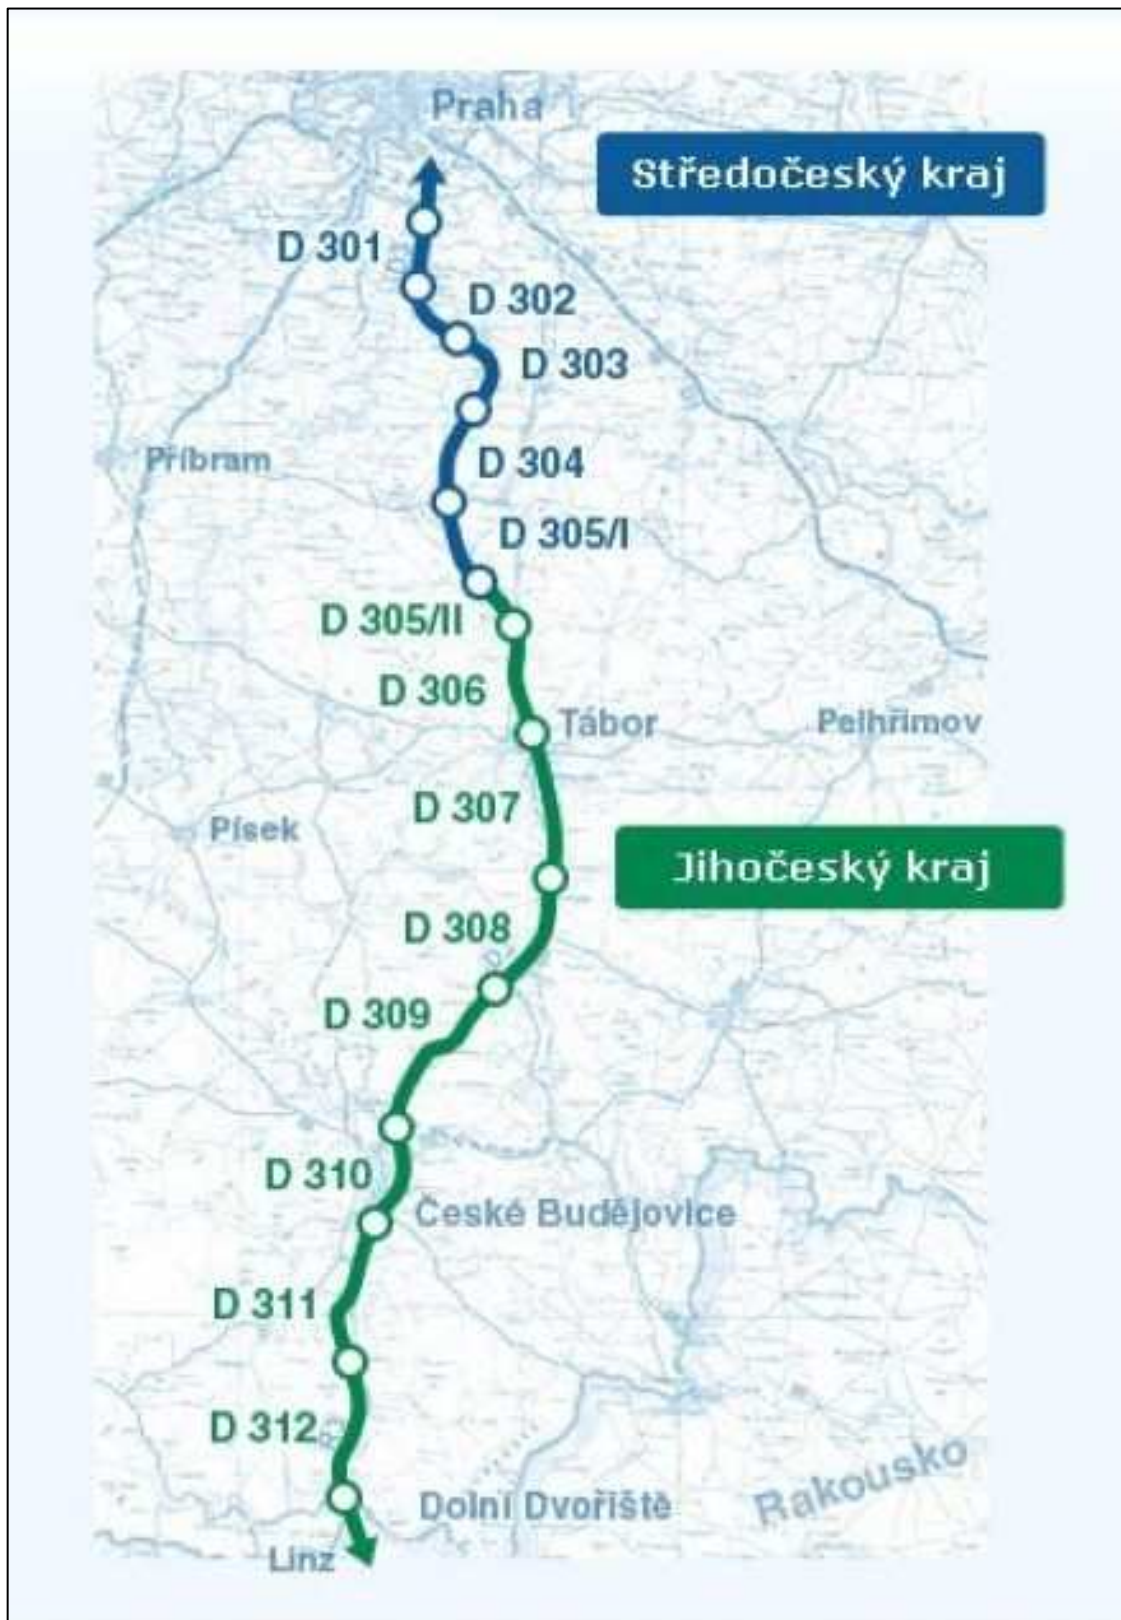 Praha
Středočeský kraj
D 301
D 302
D 303
Příbram
D 304
D 305/I
D 305/II
D 306
Tábor
Pelhřimov
D 307
Písek
Jihočeský kraj
D 308
D 309
D 310
České Budějovice
D 311
D 312
Rakousko
Dolní Dvořiště
Linz